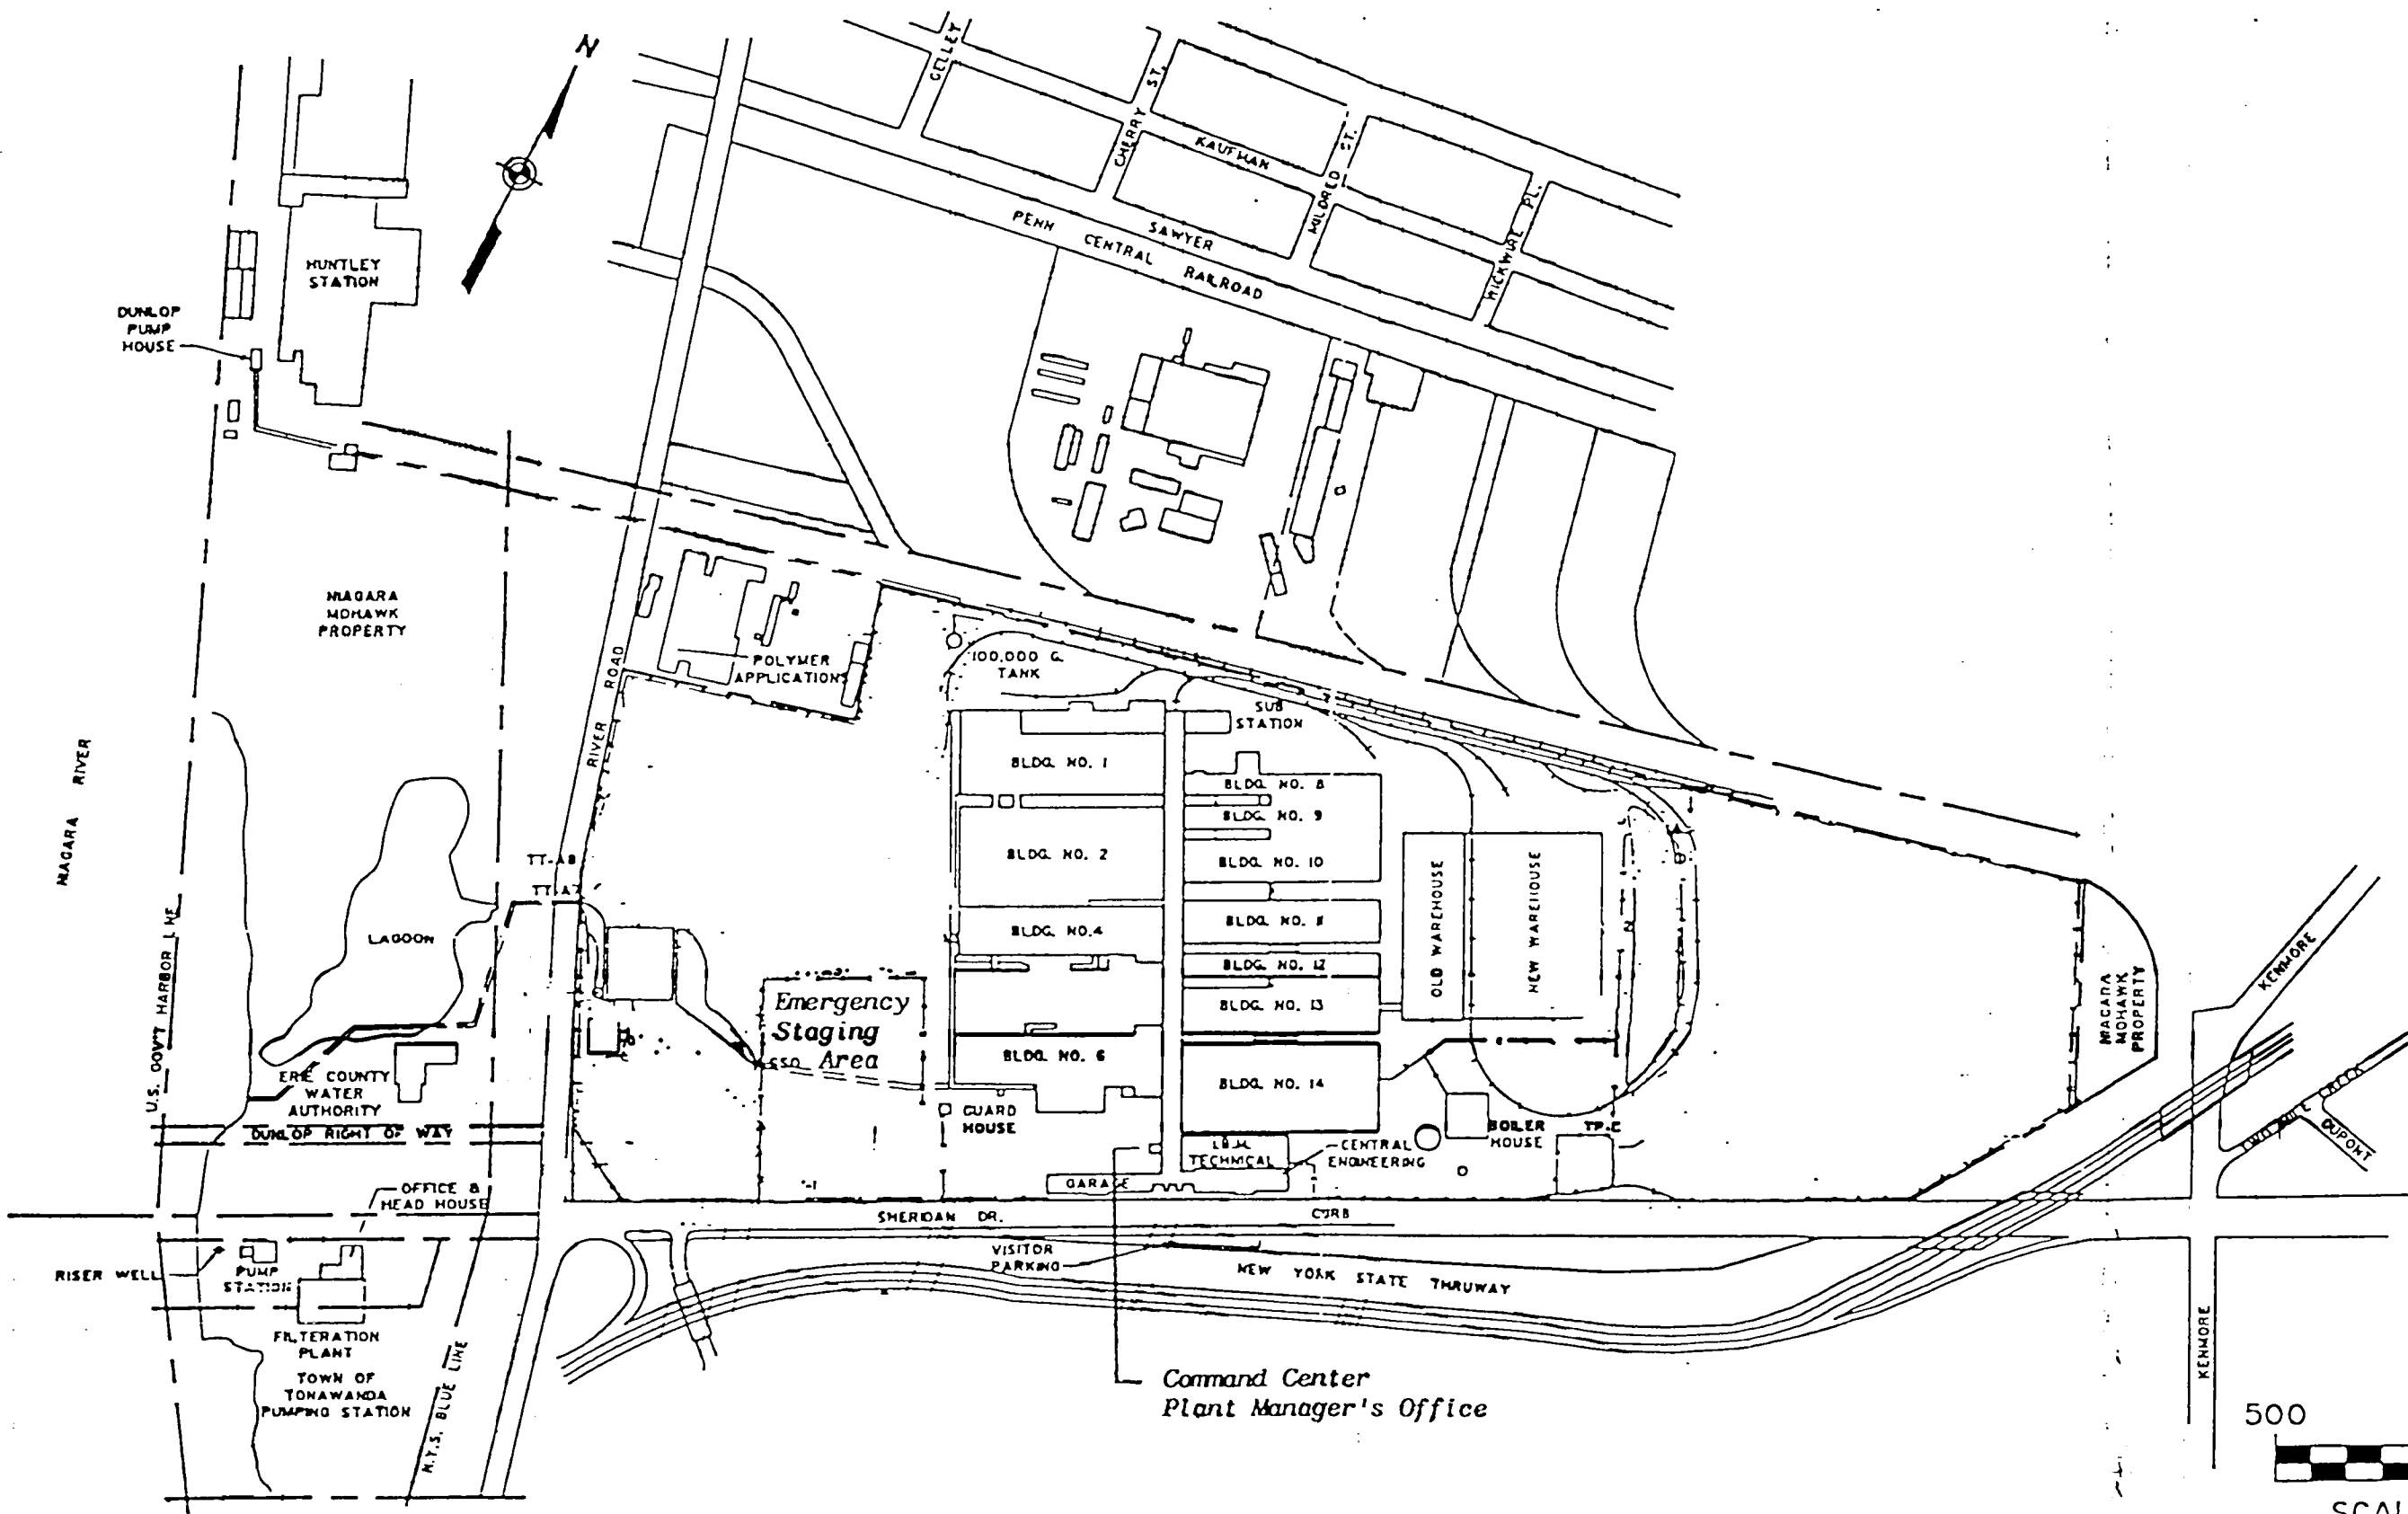 N
GELLEY
CHERRY ST.
KAUFMAN
MILDRED ST.
HICKWIRE PL.
SAWYER
PENN CENTRAL RAILROAD
HUNTLEY
STATION
DUNLOP
PUMP
HOUSE
NIAGARA
MOHAWK
PROPERTY
POLYMER
APPLICATIONS
RIVER ROAD
100,000 G.
TANK
SUB
STATION
NIAGARA RIVER
U.S. GOV'T HARBOR LINE
BLDG. NO. 1
BLDG. NO. 2
BLDG. NO. 4
BLDG. NO. 6
BLDG. NO. 8
BLDG. NO. 9
BLDG. NO. 10
BLDG. NO. 12
BLDG. NO. 13
BLDG. NO. 14
OLD WAREHOUSE
NEW WAREHOUSE
TT-A8
TT-A7
LAGOON
Emergency
Staging
Area
NIAGARA
MOHAWK
PROPERTY
KENMORE
ERIE COUNTY
WATER
AUTHORITY
DUNLOP RIGHT OF WAY
GUARD
HOUSE
TECHNICAL
CENTRAL
ENGINEERING
BOILER
HOUSE
GARAGE
DUPONT
OFFICE &
HEAD HOUSE
SHERIDAN DR.
CURB
VISITOR
PARKING
NEW YORK STATE THRUWAY
RISER WELL
PUMP
STATION
FILTERATION
PLANT
TOWN OF
TONAWANDA
PUMPING STATION
N.Y.S. BLUE LINE
KENMORE
Command Center
Plant Manager's Office
500